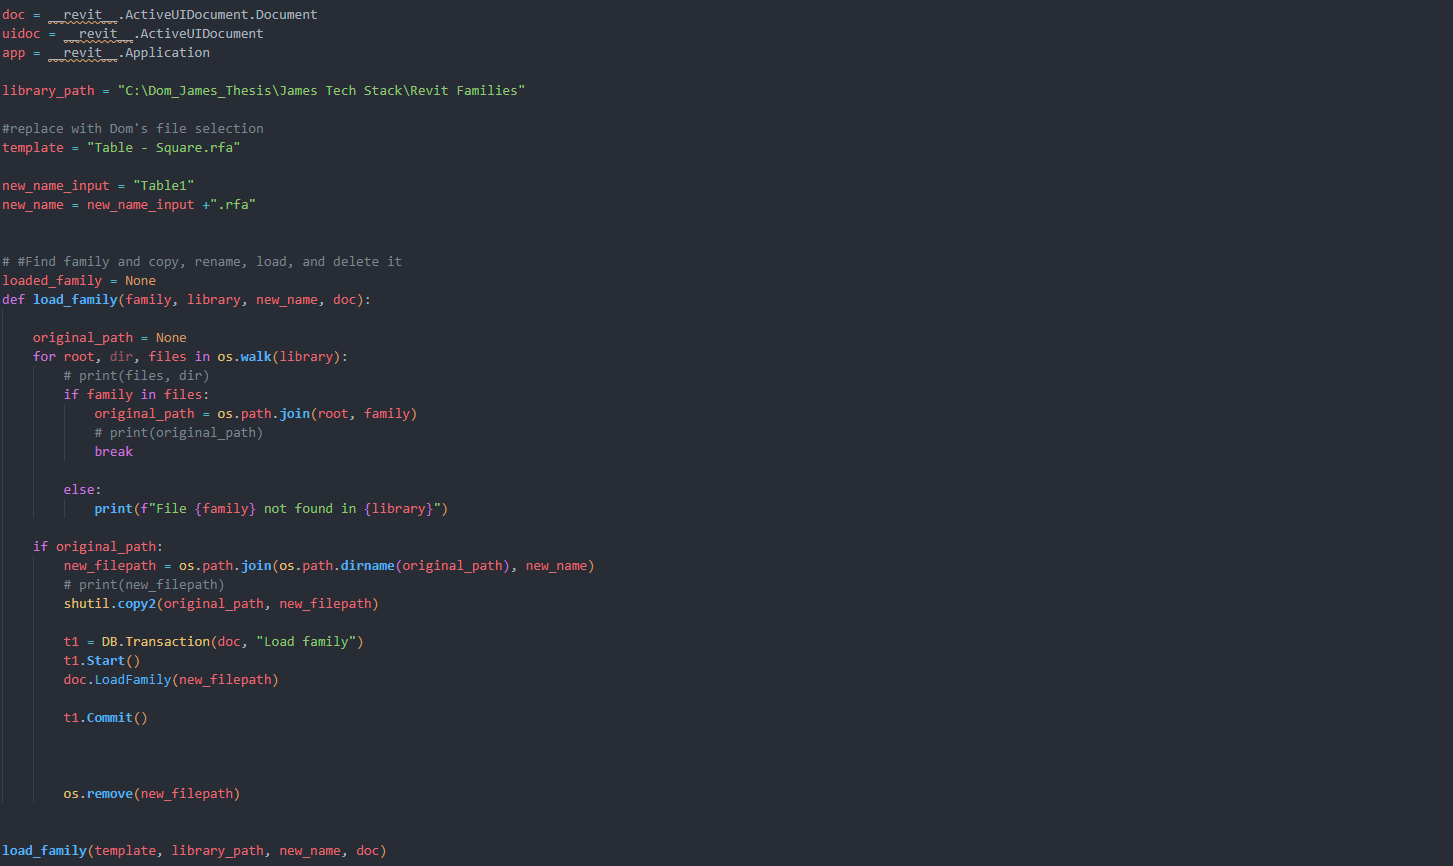 doc = __revit__.ActiveUIDocument.Document
uidoc = __revit__.ActiveUIDocument
app = __revit__.Application
library_path = "C:\Dom_James_Thesis\James Tech Stack\Revit Families"
#replace with Dom's file selection
template = "Table - Square.rfa"
new_name_input = "Table1"
new_name = new_name_input +".rfa"
# #Find family and copy, rename, load, and delete it
loaded_family = None
def load_family(family, library, new_name, doc):
    original_path = None
    for root, dir, files in os.walk(library):
        # print(files, dir)
        if family in files:
            original_path = os.path.join(root, family)
            # print(original_path)
            break
        else:
            print(f"File {family} not found in {library}")
    if original_path:
        new_filepath = os.path.join(os.path.dirname(original_path), new_name)
        # print(new_filepath)
        shutil.copy2(original_path, new_filepath)
        t1 = DB.Transaction(doc, "Load family")
        t1.Start()
        doc.LoadFamily(new_filepath)
        t1.Commit()
        os.remove(new_filepath)
load_family(template, library_path, new_name, doc)